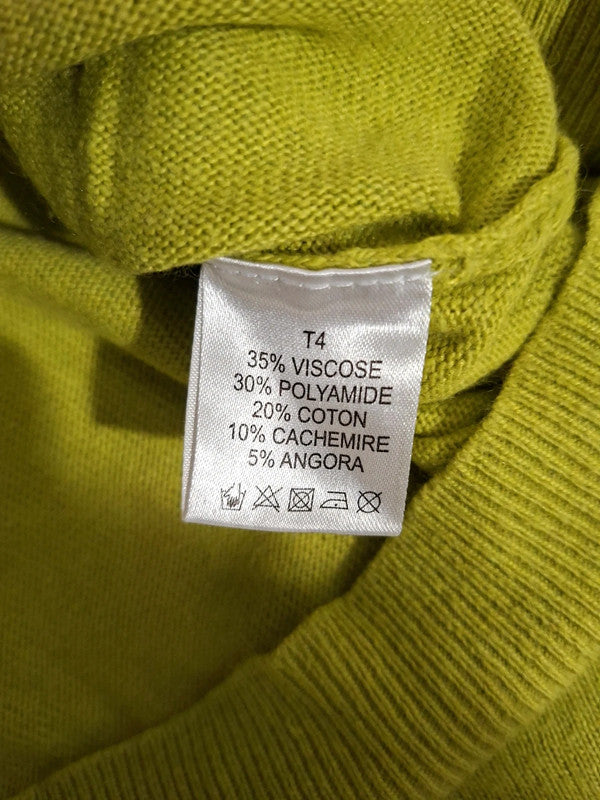 T4
35% VISCOSE
30% POLYAMIDE
20% COTON
10% CACHEMIRE
5% ANGORA